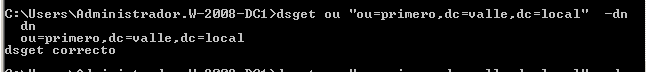 C:\Users\Administrador.W-2008-DC1>dsget ou "ou=primero,dc=valle,dc=local"  -dn
  dn
  ou=primero,dc=valle,dc=local
dsget correcto